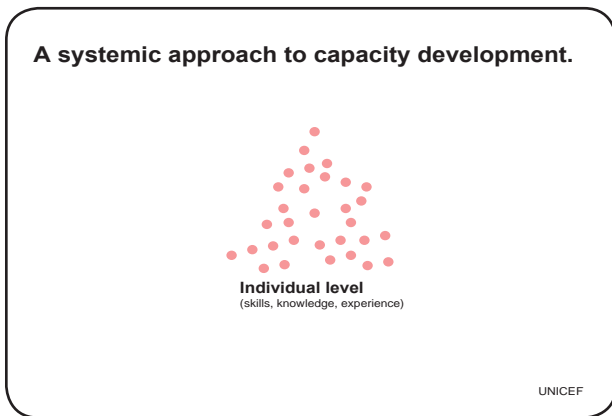 A systemic approach to capacity development.
Individual level
(skills, knowledge, experience)
UNICEF